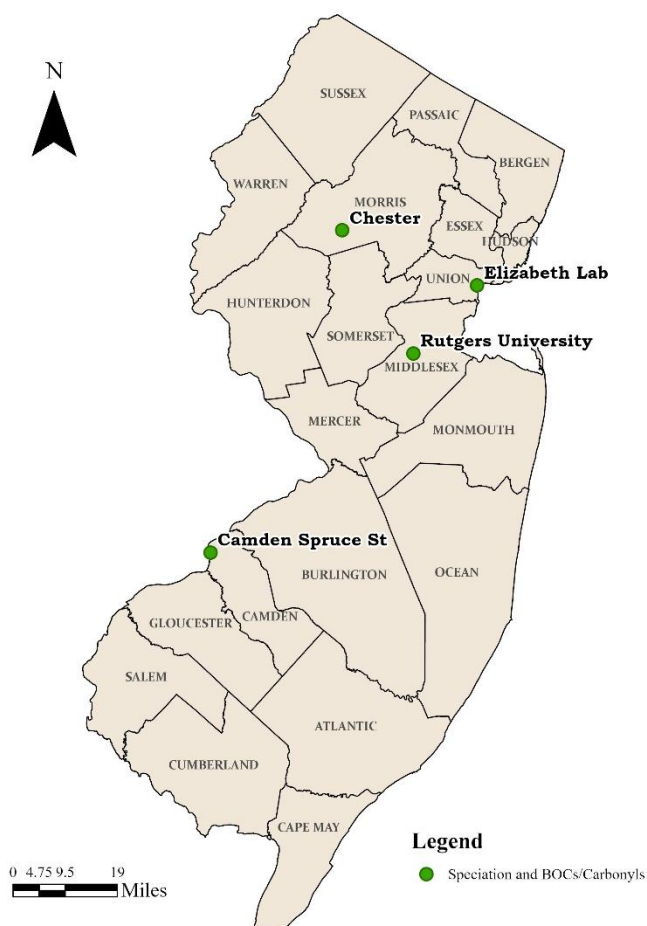 N
SUSSEX
PASSAIC
BERGEN
WARREN
MORRIS
Chester
ESSEX
HUDSON
UNION
Elizabeth Lab
HUNTERDON
SOMERSET
Rutgers University
MIDDLESEX
MERCER
MONMOUTH
Camden Spruce St
BURLINGTON
OCEAN
GLOUCESTER
CAMDEN
SALEM
ATLANTIC
CUMBERLAND
CAPE MAY
Legend
Speciation and BOCs/Carbonyls
0 4.75 9.5 19
Miles